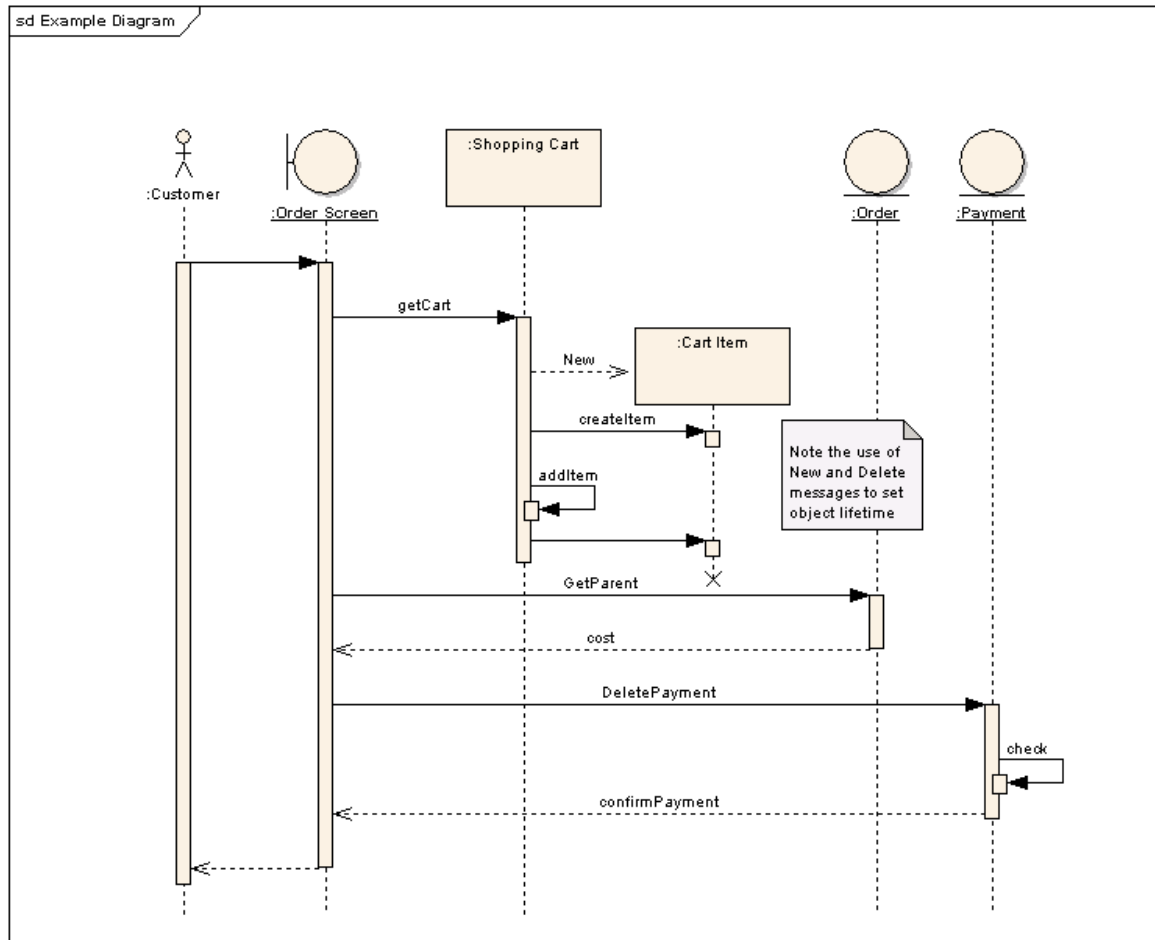 sd Example Diagram
:Customer
:Order Screen
:Shopping Cart
:Order
:Payment
getCart
:Cart Item
New
createItem
addItem
Note the use of
New and Delete
messages to set
object lifetime
GetParent
cost
DeletePayment
check
confirmPayment